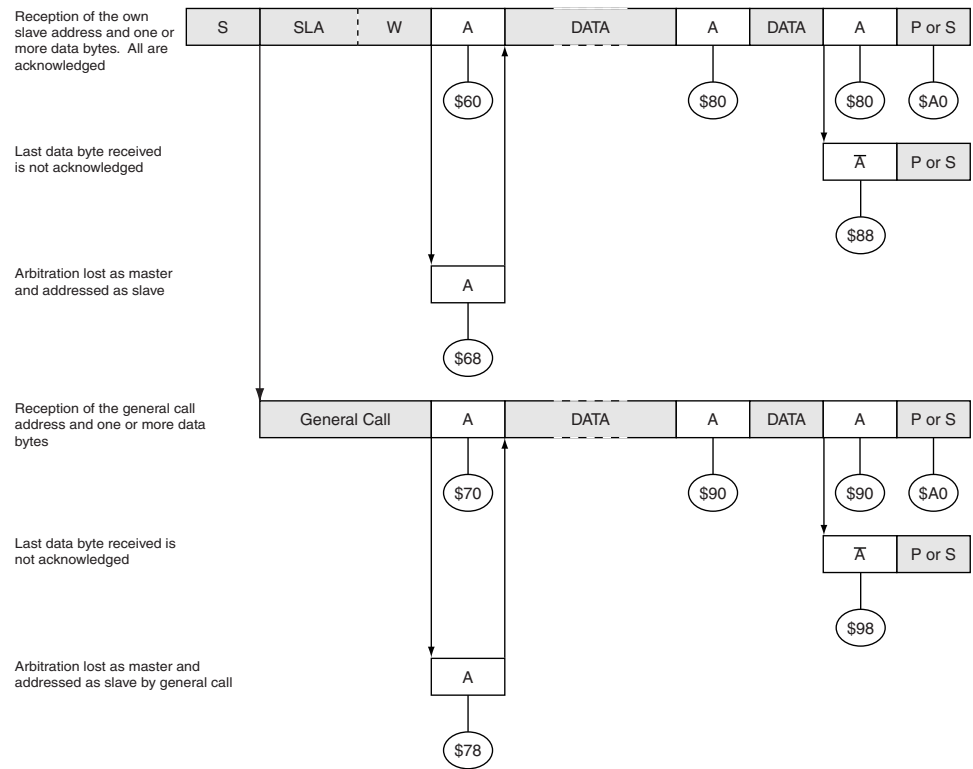 Reception of the own
slave address and one or
more data bytes. All are
acknowledged
S SLA W A DATA A DATA A P or S
$60 $80 $80 $A0
Last data byte received
is not acknowledged
A̅ P or S
$88
Arbitration lost as master
and addressed as slave
A
$68
Reception of the general call
address and one or more data
bytes
General Call A DATA A DATA A P or S
$70 $90 $90 $A0
Last data byte received is
not acknowledged
A̅ P or S
$98
Arbitration lost as master and
addressed as slave by general call
A
$78